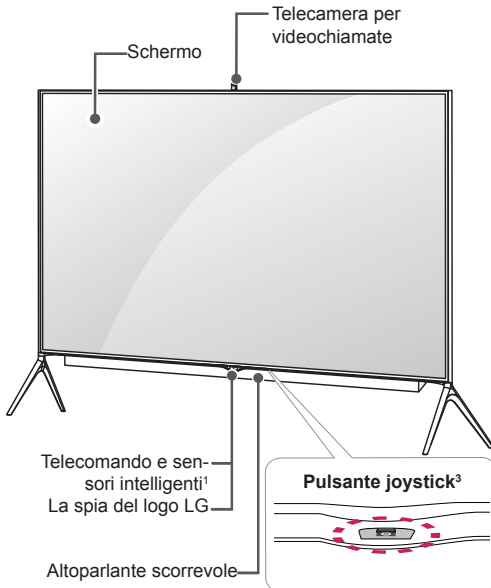 Telecamera per
videochiamate
Schermo
Telecomando e sen-
sori intelligenti¹
La spia del logo LG
Pulsante joystick³
Altoparlante scorrevole